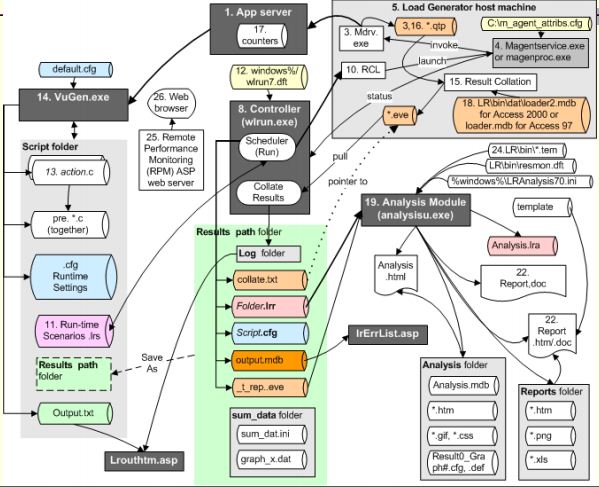 1. App server
17.
counters
5. Load Generator host machine
3. Mdrv.
exe
3,16. *.qtp
C:\m_agent_attribs.cfg
invoke
launch
4. Magentservice.exe
or magenproc.exe
10. RCL
15. Result Collation
status
18. LR\bin\dat\loader2.mdb
for Access 2000 or
loader.mdb for Access 97
*.eve
pull
pointer to
default.cfg
14. VuGen.exe
26. Web
browser
25. Remote
Performance
Monitoring
(RPM) ASP
web server
12. windows%/
wlrun7.dft
8. Controller
(wlrun.exe)
Scheduler
(Run)
Collate
Results
Script folder
13. action.c
pre. *.c
(together)
.cfg
Runtime
Settings
11. Run-time
Scenarios .lrs
Results path
folder
Output.txt
Save
As
Lrouthtm.asp
Results path folder
Log folder
collate.txt
Folder.lrr
Script.cfg
output.mdb
_t_rep..eve
sum_data folder
sum_dat.ini
graph_x.dat
lrErrList.asp
24.LR\bin\*.tem
LR\bin\resmon.dft
%windows%\LRAnalysis70.ini
19. Analysis Module
(analysisu.exe)
template
Analysis.lra
Analysis
.html
22.
Report,doc
22.
Report
.htm/.doc
Analysis folder
Analysis.mdb
*.htm
*.gif, *.css
Result0_Gra
ph#.cfg, .def
Reports folder
*.htm
*.png
*.xls